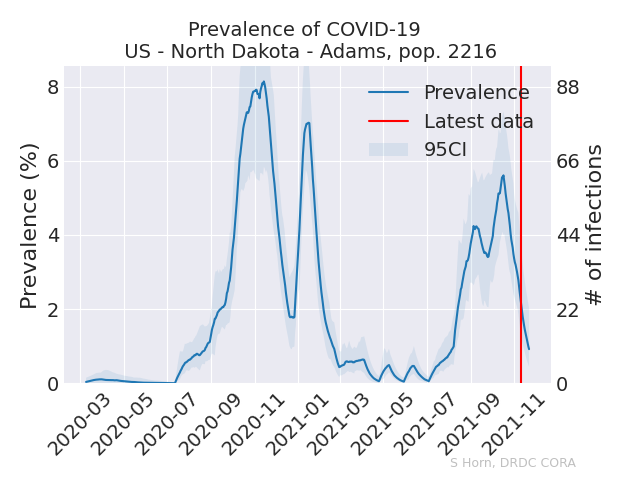 Prevalence of COVID-19
US - North Dakota - Adams, pop. 2216
Prevalence (%)
8
6
4
2
0
88
66
44
22
0
# of infections
Prevalence
Latest data
95CI
2020-03
2020-05
2020-07
2020-09
2020-11
2021-01
2021-03
2021-05
2021-07
2021-09
2021-11
S Horn, DRDC CORA